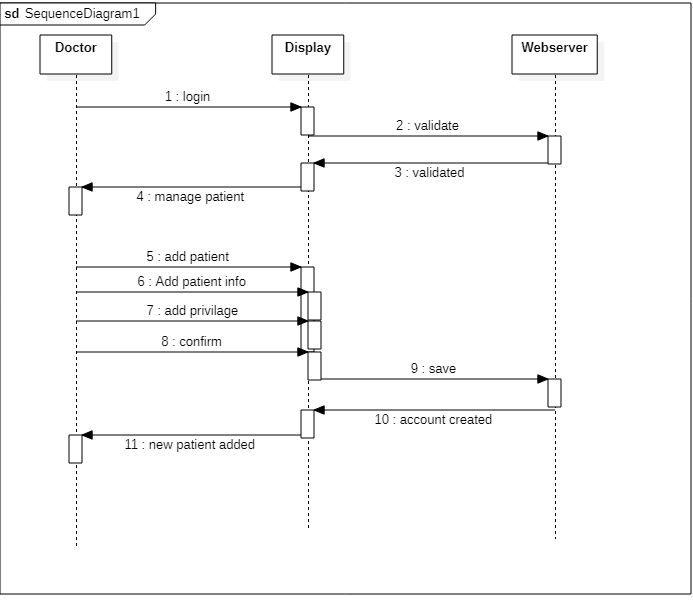 sd SequenceDiagram1
Doctor
Display
Webserver
1 : login
2 : validate
3 : validated
4 : manage patient
5 : add patient
6 : Add patient info
7 : add privilage
8 : confirm
9 : save
10 : account created
11 : new patient added